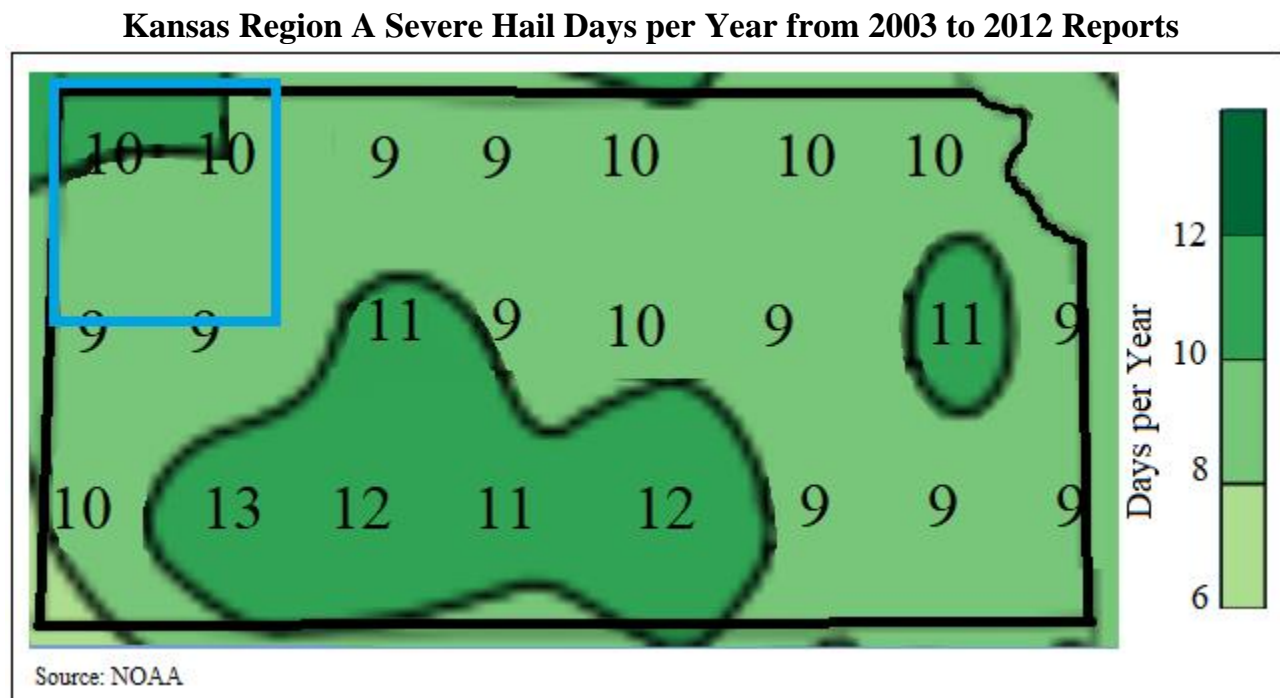 Kansas Region A Severe Hail Days per Year from 2003 to 2012 Reports
10 10 9 9 10 10 10
9 9 11 9 10 9 11 9
10 13 12 11 12 9 9 9
12
10
8
6
Days per Year
Source: NOAA